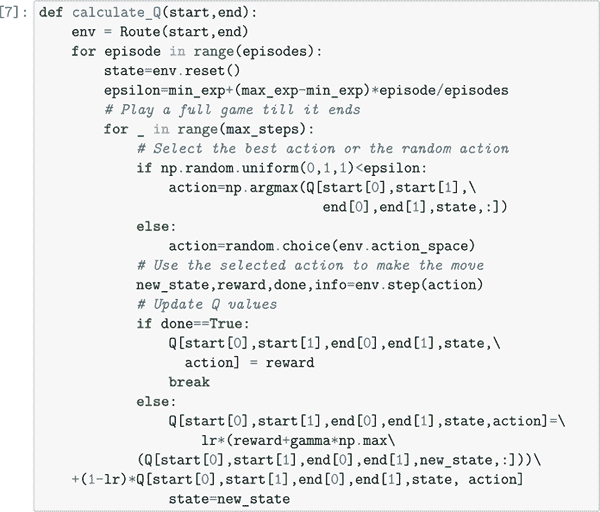 [7]: def calculate_Q(start,end):
    env = Route(start,end)
    for episode in range(episodes):
        state=env.reset()
        epsilon=min_exp+(max_exp-min_exp)*episode/episodes
        # Play a full game till it ends
        for _ in range(max_steps):
            # Select the best action or the random action
            if np.random.uniform(0,1,1)<epsilon:
                action=np.argmax(Q[start[0],start[1],\
                                   end[0],end[1],state,:])
            else:
                action=random.choice(env.action_space)
            # Use the selected action to make the move
            new_state,reward,done,info=env.step(action)
            # Update Q values
            if done==True:
                Q[start[0],start[1],end[0],end[1],state,\
                  action] = reward
                break
            else:
                Q[start[0],start[1],end[0],end[1],state,action]=\
                    lr*(reward+gamma*np.max\
            (Q[start[0],start[1],end[0],end[1],new_state,:]))\
    +(1-lr)*Q[start[0],start[1],end[0],end[1],state, action]
                state=new_state